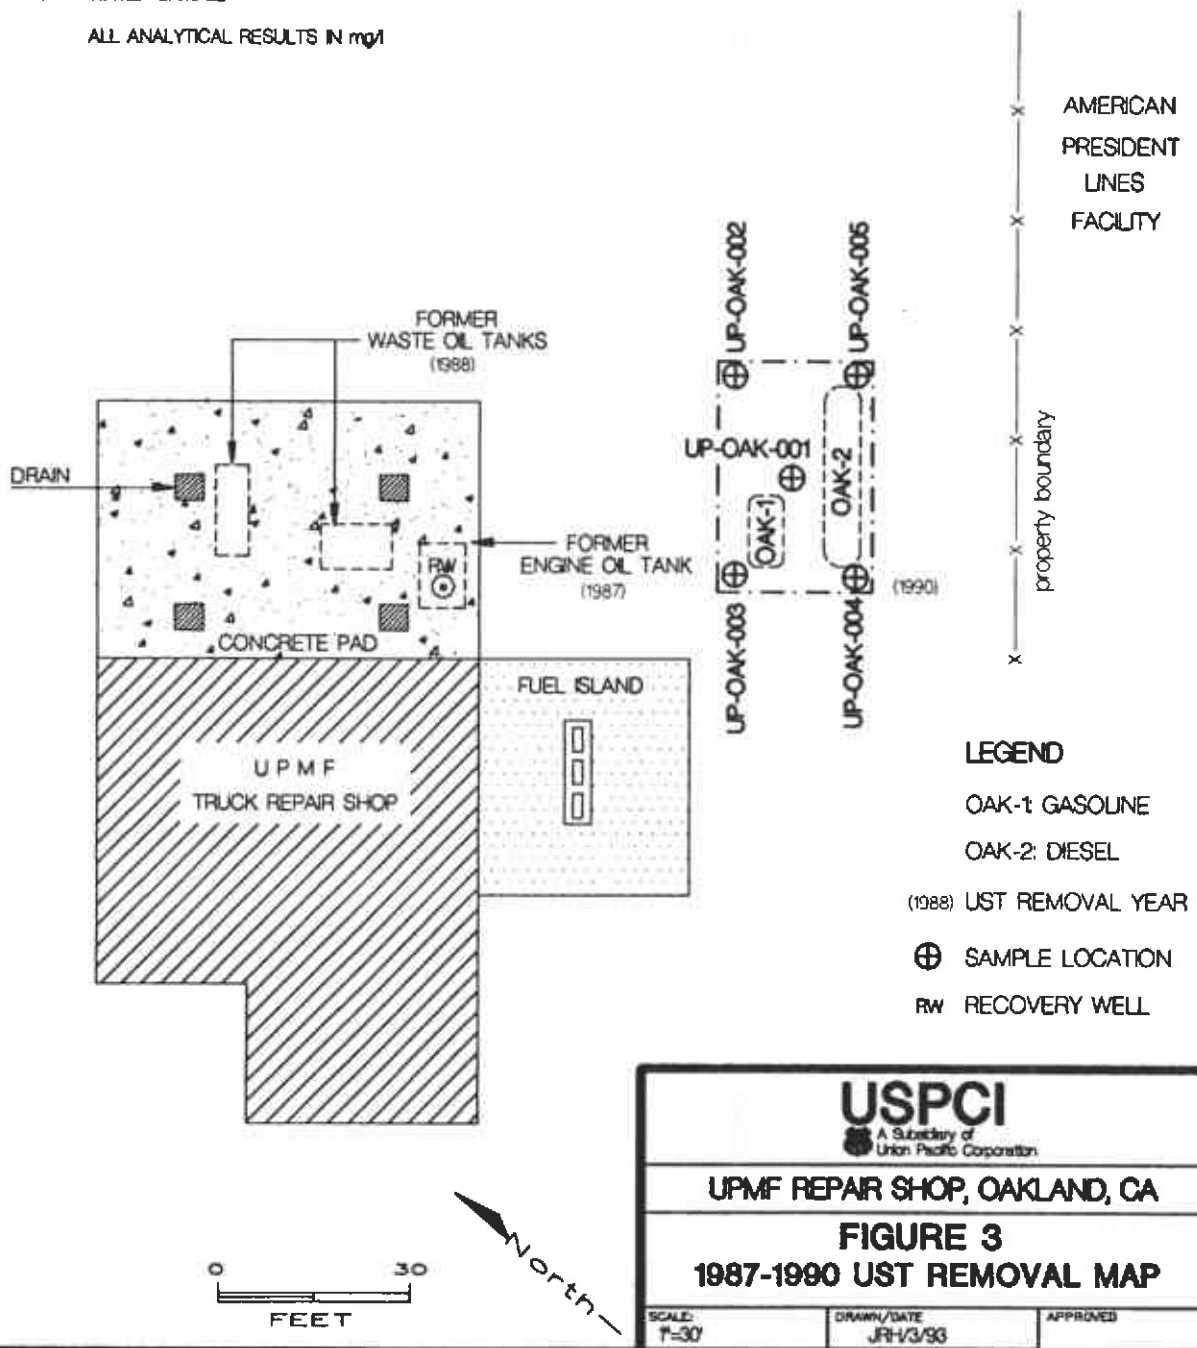 ALL ANALYTICAL RESULTS IN mg/l
AMERICAN
PRESIDENT
LINES
FACILITY
property boundary
UP-OAK-002
UP-OAK-005
FORMER
WASTE OIL TANKS
(1988)
UP-OAK-001
OAK-2
OAK-1
DRAIN
FORMER
ENGINE OIL TANK
(1987)
RW
(1990)
UP-OAK-003
UP-OAK-004
CONCRETE PAD
FUEL ISLAND
UPMF
TRUCK REPAIR SHOP
LEGEND
OAK-1: GASOLINE
OAK-2: DIESEL
(1988) UST REMOVAL YEAR
SAMPLE LOCATION
RW RECOVERY WELL
USPCI
A Subsidiary of
Union Pacific Corporation
UPMF REPAIR SHOP, OAKLAND, CA
FIGURE 3
1987-1990 UST REMOVAL MAP
SCALE:
1"=30'
DRAWN/DATE
JRH/3/93
APPROVED
North
0 30
FEET